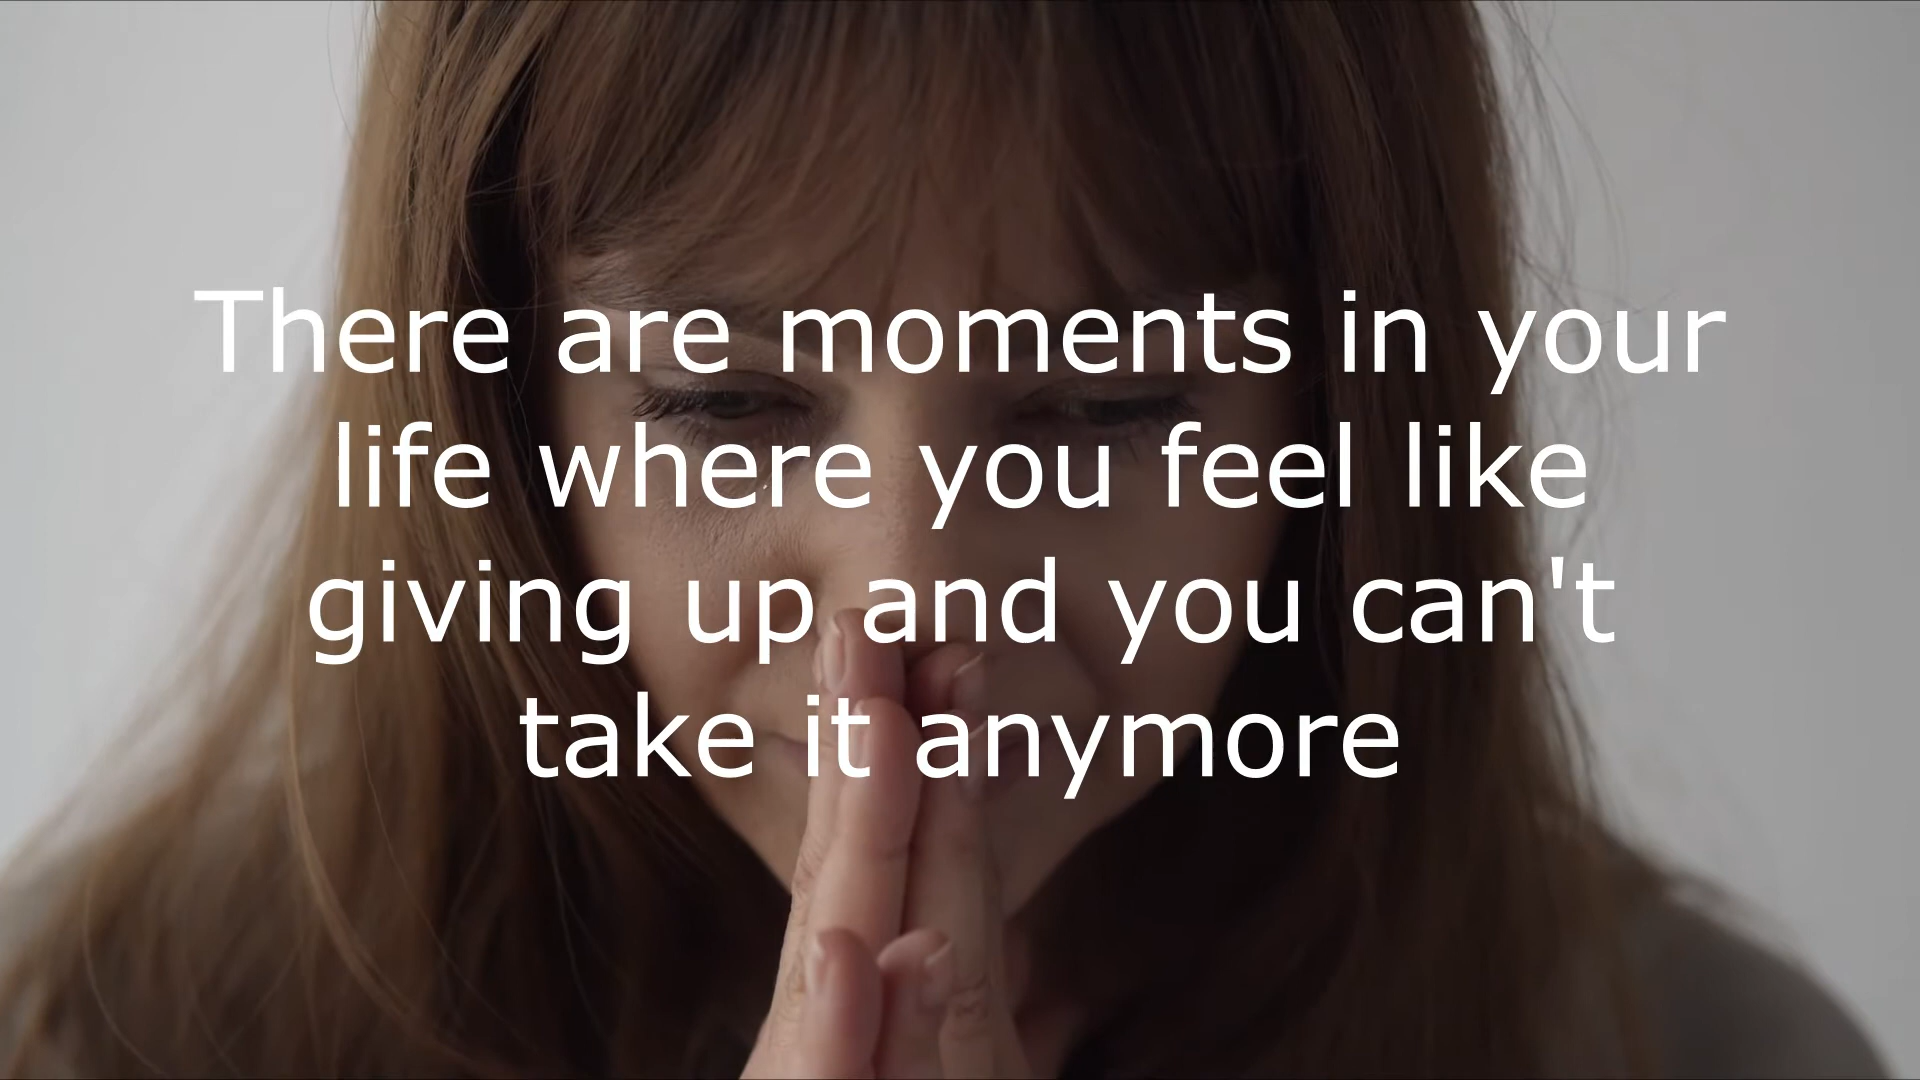 There are moments in your
life where you feel like
giving up and you can't
take it anymore